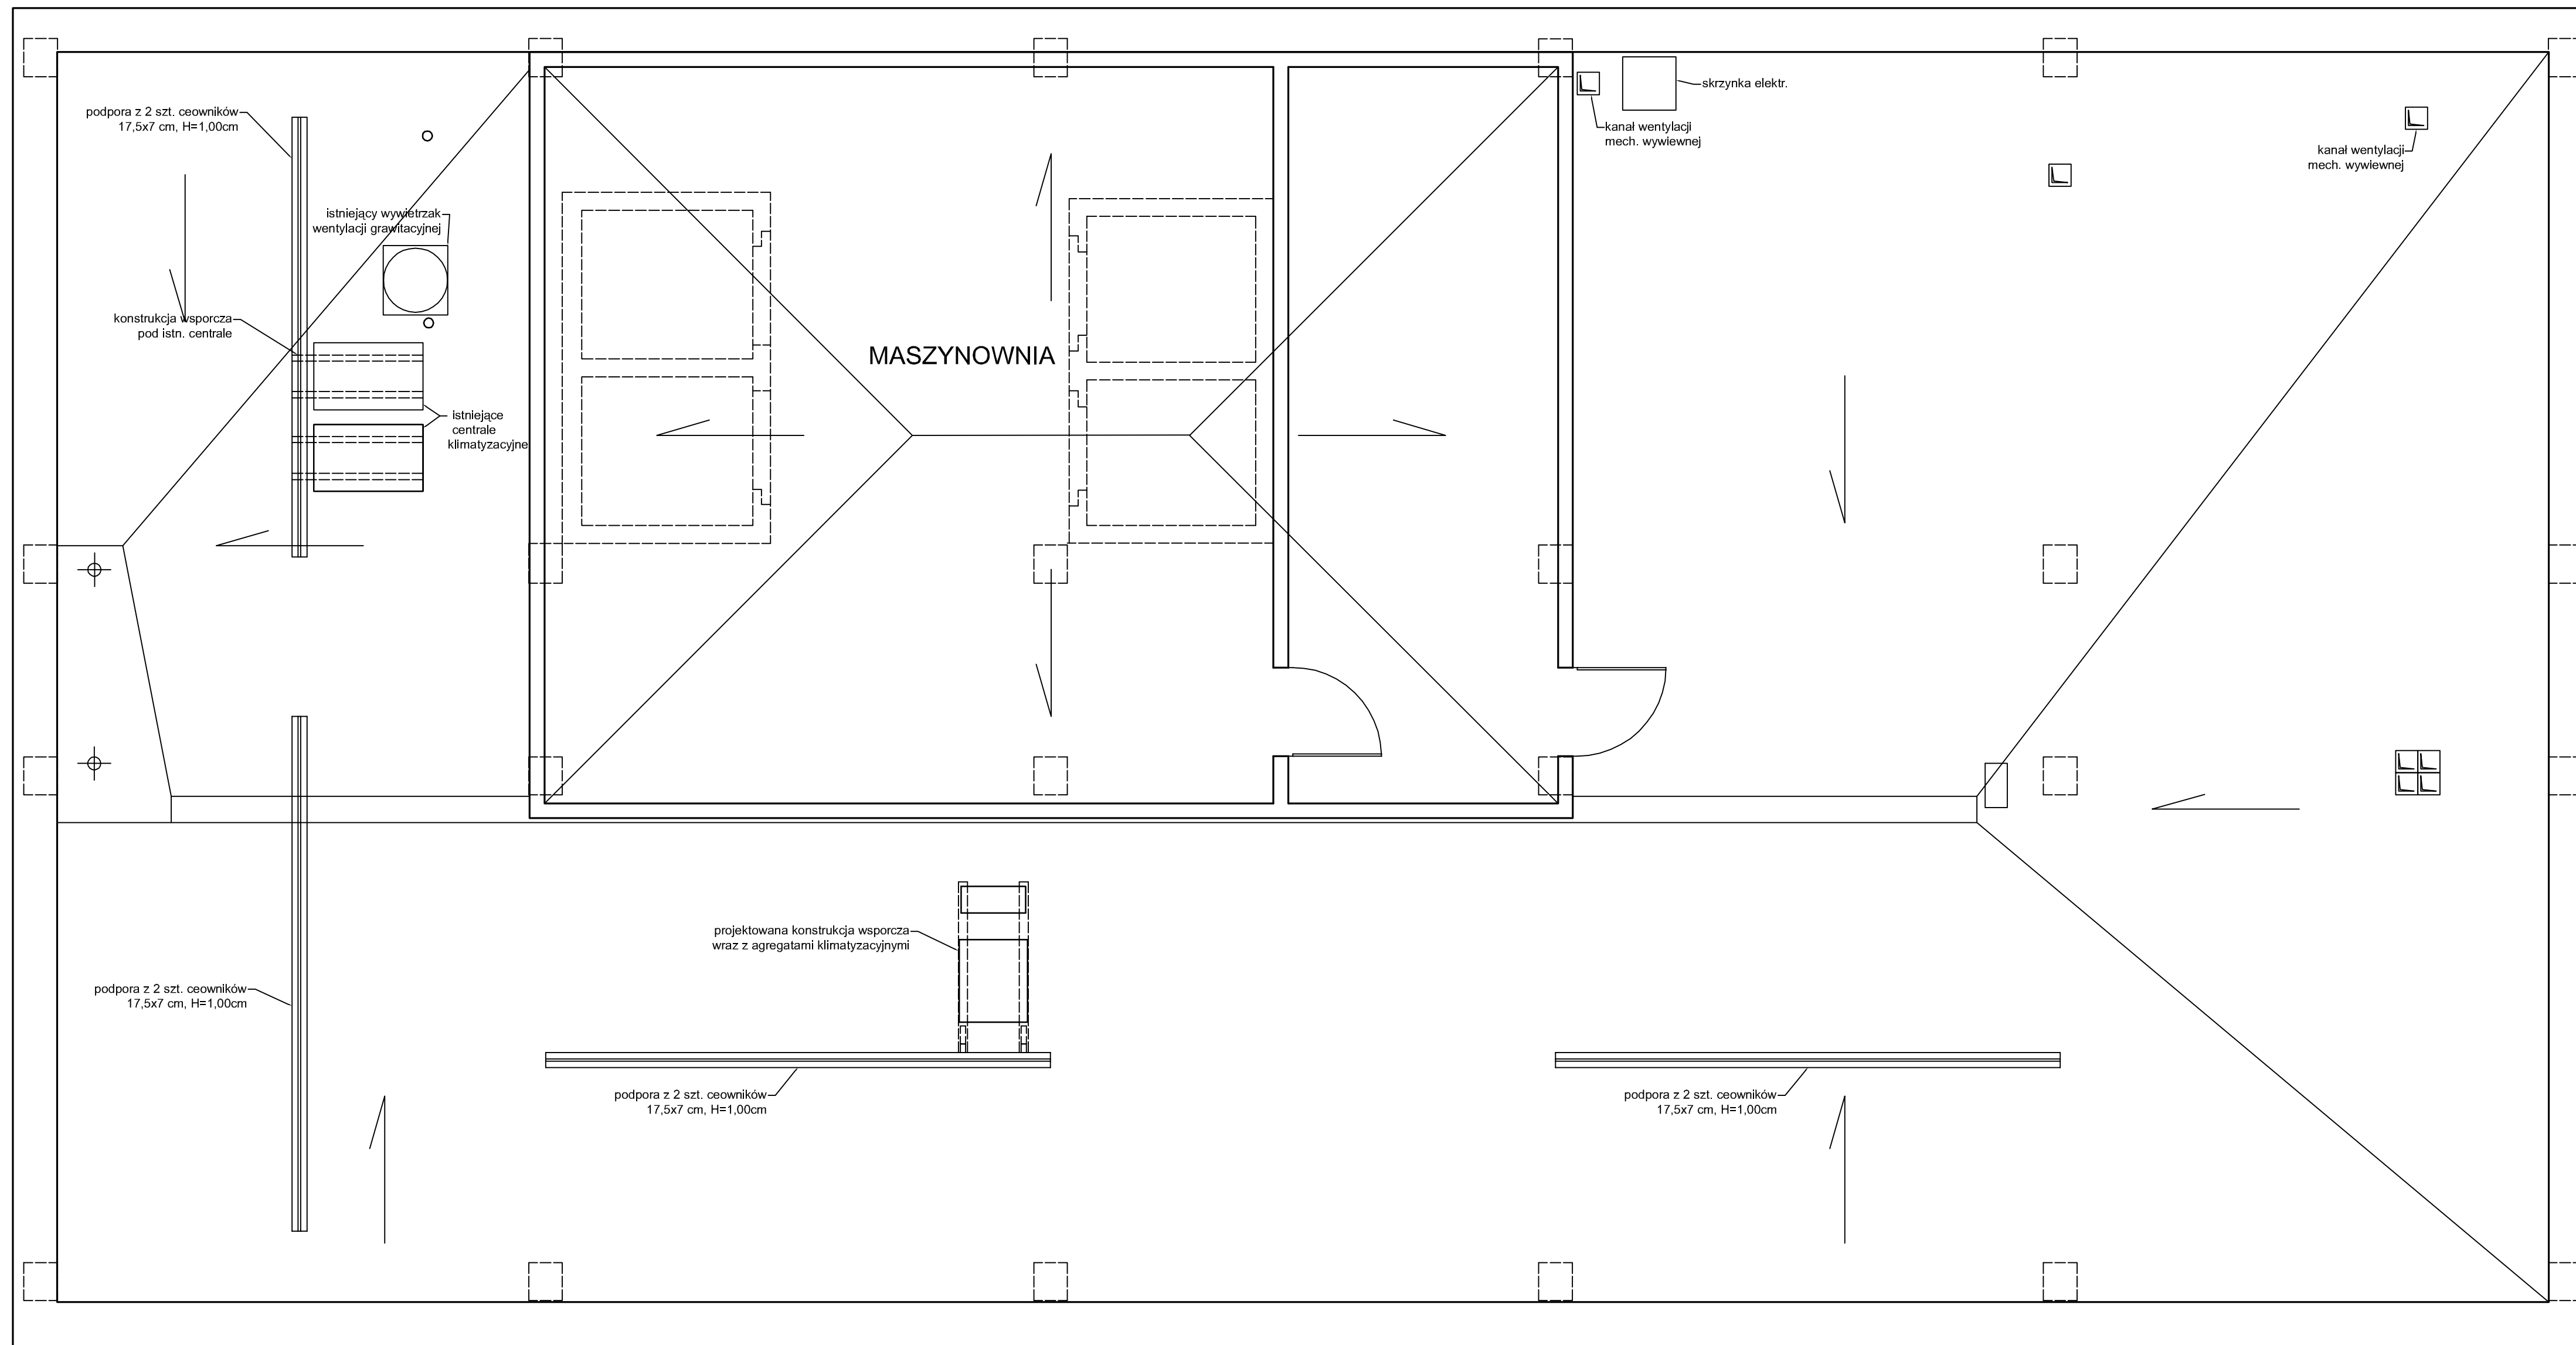 podpora z 2 szt. ceowników
17,5x7 cm, H=1,00cm
istniejący wywietrzak
wentylacji grawitacyjnej
konstrukcja wsporcza
pod istn. centrale
istniejące
centrale
klimatyzacyjne
MASZYNOWNIA
skrzynka elektr.
kanał wentylacji
mech. wywiewnej
kanał wentylacji
mech. wywiewnej
projektowana konstrukcja wsporcza
wraz z agregatami klimatyzacyjnymi
podpora z 2 szt. ceowników
17,5x7 cm, H=1,00cm
podpora z 2 szt. ceowników
17,5x7 cm, H=1,00cm
podpora z 2 szt. ceowników
17,5x7 cm, H=1,00cm